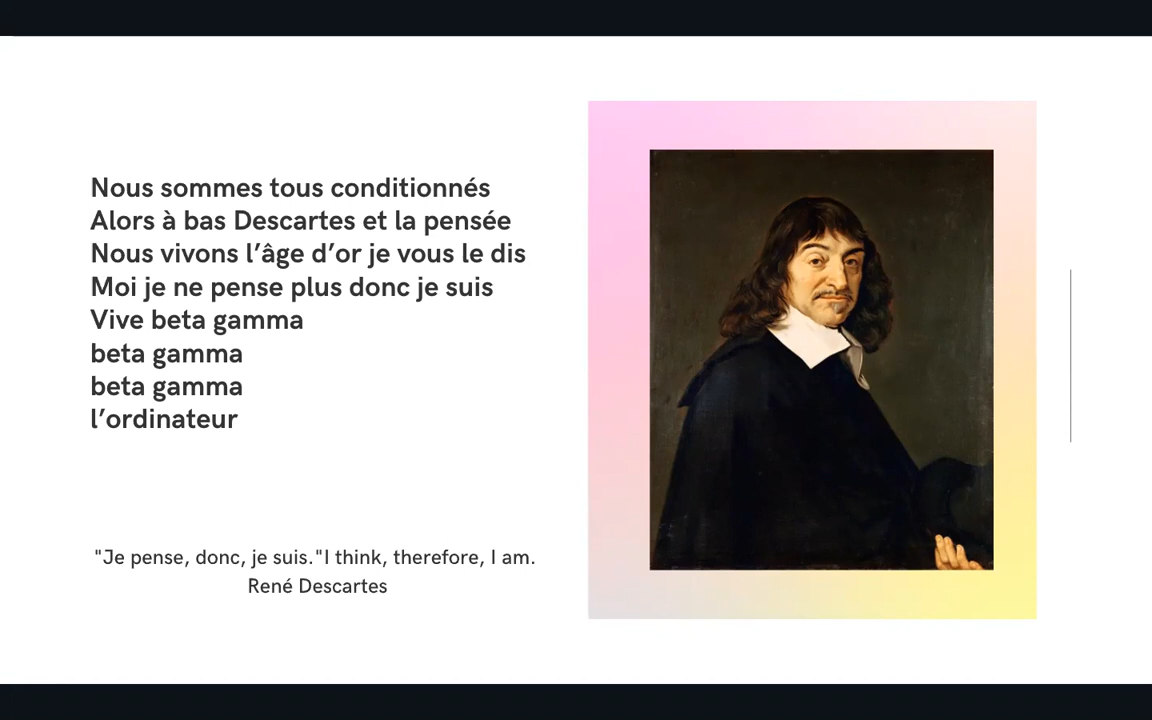 Nous sommes tous conditionnés
Alors à bas Descartes et la pensée
Nous vivons l’âge d’or je vous le dis
Moi je ne pense plus donc je suis
Vive beta gamma
beta gamma
beta gamma
l’ordinateur
"Je pense, donc, je suis."I think, therefore, I am.
René Descartes